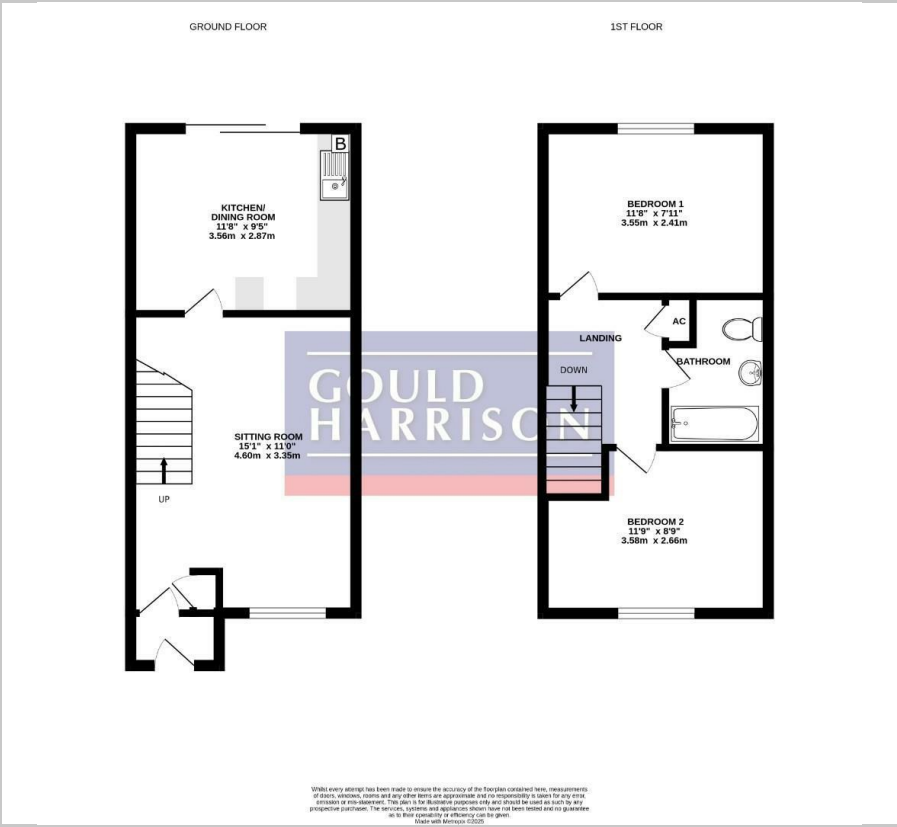 GROUND FLOOR
1ST FLOOR
B
KITCHEN/
DINING ROOM
11'8" x 9'5"
3.56m x 2.87m
SITTING ROOM
15'1" x 11'0"
4.60m x 3.35m
UP
BEDROOM 1
11'8" x 7'11"
3.55m x 2.41m
LANDING
AC
BATHROOM
DOWN
BEDROOM 2
11'9" x 8'9"
3.58m x 2.66m
GOULD
HARRISON
Whilst every attempt has been made to ensure the accuracy of the floorplan contained here, measurements
of doors, windows, rooms and any other items are approximate and no responsibility is taken for any error,
omission or mis-statement. This plan is for illustrative purposes only and should be used as such by any
prospective purchaser. The services, systems and appliances shown have not been tested and no guarantee
as to their operability or efficiency can be given.
Made with Metropix ©2025